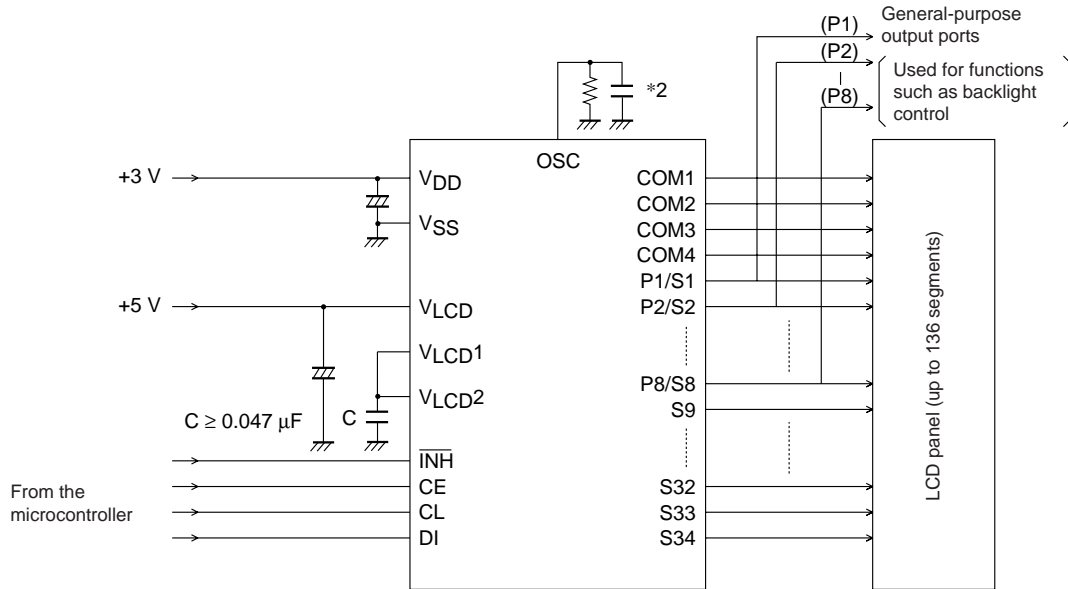 (P1)
General-purpose
output ports
(P2)
(P8)
Used for functions
such as backlight
control
*2
OSC
+3 V
VDD
VSS
+5 V
VLCD
VLCD1
VLCD2
C ≥ 0.047 μF
C
INH
CE
CL
DI
From the
microcontroller
COM1
COM2
COM3
COM4
P1/S1
P2/S2
P8/S8
S9
S32
S33
S34
LCD panel (up to 136 segments)